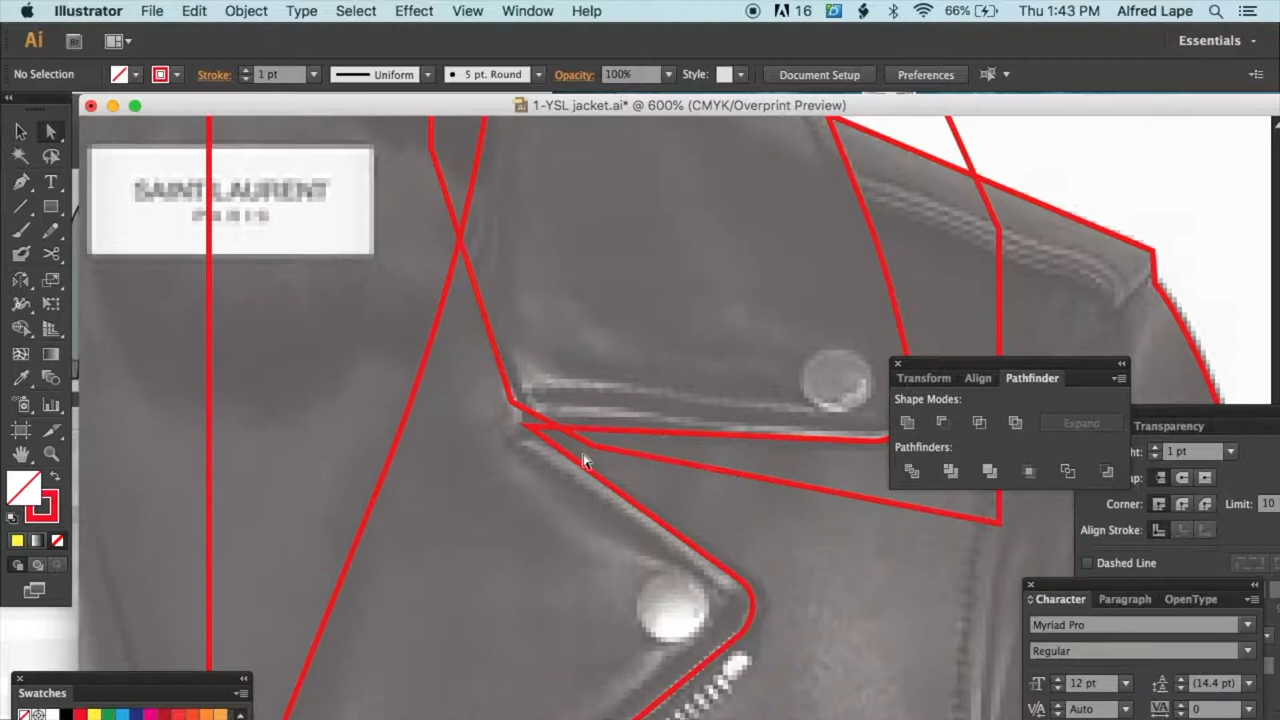 Illustrator File Edit Object Type Select Effect View Window Help 16 66% Thu 1:43 PM Alfred Lape
Ai Br Essentials
No Selection Stroke: 1 pt Uniform 5 pt. Round Opacity: 100% Style: Document Setup Preferences
1-YSL jacket.ai* @ 600% (CMYK/Overprint Preview)
SAINT LAURENT
PARIS
Transform Align Pathfinder
Shape Modes:
Expand
Pathfinders:
Transparency
ht: 1 pt
ap:
Corner: Limit: 10
Align Stroke:
Dashed Line
Character Paragraph OpenType
Myriad Pro
Regular
12 pt (14.4 pt)
Auto 0
Swatches